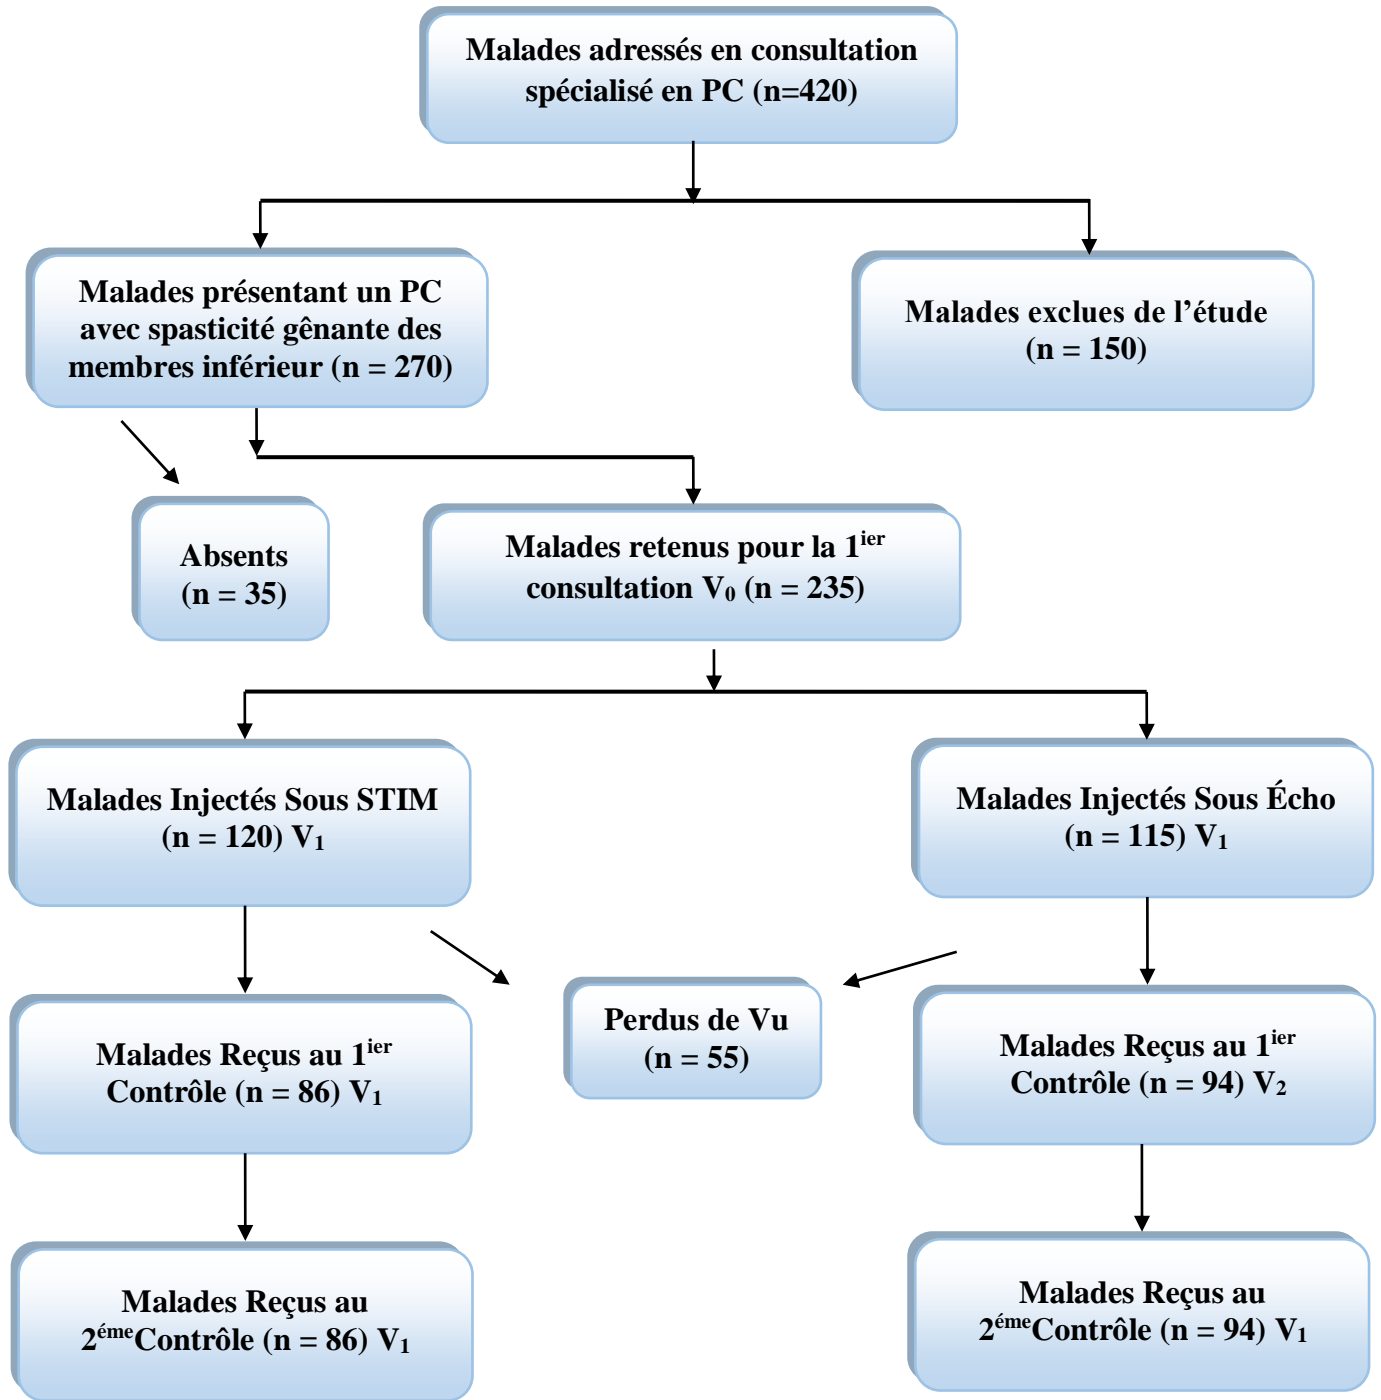 Malades adressés en consultation
spécialisé en PC (n=420)
Malades présentant un PC
avec spasticité gênante des
membres inférieur (n = 270)
Malades exclues de l’étude
(n = 150)
Absents
(n = 35)
Malades retenus pour la 1ier
consultation V0 (n = 235)
Malades Injectés Sous STIM
(n = 120) V1
Malades Injectés Sous Écho
(n = 115) V1
Perdus de Vu
(n = 55)
Malades Reçus au 1ier
Contrôle (n = 86) V1
Malades Reçus au 1ier
Contrôle (n = 94) V2
Malades Reçus au
2émeContrôle (n = 86) V1
Malades Reçus au
2émeContrôle (n = 94) V1